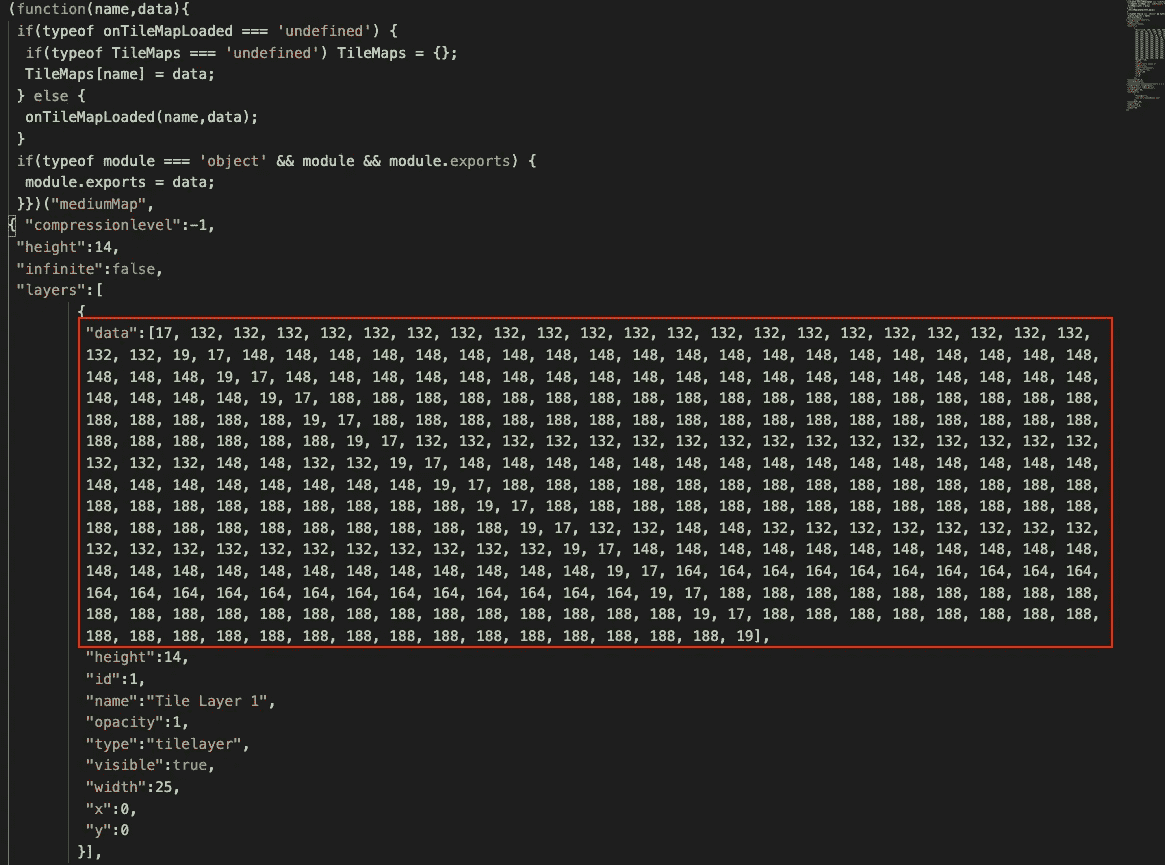 (function(name,data){
if(typeof onTileMapLoaded === 'undefined') {
if(typeof TileMaps === 'undefined') TileMaps = {};
TileMaps[name] = data;
} else {
onTileMapLoaded(name,data);
}
if(typeof module === 'object' && module && module.exports) {
module.exports = data;
}})("mediumMap",
{ "compressionlevel":-1,
"height":14,
"infinite":false,
"layers":[
{
"data":[17, 132, 132, 132, 132, 132, 132, 132, 132, 132, 132, 132, 132, 132, 132, 132, 132, 132, 132, 132, 132, 132,
132, 132, 19, 17, 148, 148, 148, 148, 148, 148, 148, 148, 148, 148, 148, 148, 148, 148, 148, 148, 148, 148, 148, 148,
148, 148, 148, 19, 17, 148, 148, 148, 148, 148, 148, 148, 148, 148, 148, 148, 148, 148, 148, 148, 148, 148, 148, 148,
148, 148, 148, 148, 19, 17, 188, 188, 188, 188, 188, 188, 188, 188, 188, 188, 188, 188, 188, 188, 188, 188, 188, 188,
188, 188, 188, 188, 188, 19, 17, 188, 188, 188, 188, 188, 188, 188, 188, 188, 188, 188, 188, 188, 188, 188, 188, 188,
188, 188, 188, 188, 188, 188, 19, 17, 132, 132, 132, 132, 132, 132, 132, 132, 132, 132, 132, 132, 132, 132, 132, 132,
132, 132, 132, 148, 148, 132, 132, 19, 17, 148, 148, 148, 148, 148, 148, 148, 148, 148, 148, 148, 148, 148, 148, 148,
148, 148, 148, 148, 148, 148, 148, 148, 19, 17, 188, 188, 188, 188, 188, 188, 188, 188, 188, 188, 188, 188, 188, 188,
188, 188, 188, 188, 188, 188, 188, 188, 188, 19, 17, 188, 188, 188, 188, 188, 188, 188, 188, 188, 188, 188, 188, 188,
188, 188, 188, 188, 188, 188, 188, 188, 188, 188, 19, 17, 132, 132, 148, 148, 132, 132, 132, 132, 132, 132, 132, 132,
132, 132, 132, 132, 132, 132, 132, 132, 132, 132, 132, 19, 17, 148, 148, 148, 148, 148, 148, 148, 148, 148, 148, 148,
148, 148, 148, 148, 148, 148, 148, 148, 148, 148, 148, 148, 19, 17, 164, 164, 164, 164, 164, 164, 164, 164, 164, 164,
164, 164, 164, 164, 164, 164, 164, 164, 164, 164, 164, 164, 164, 19, 17, 188, 188, 188, 188, 188, 188, 188, 188, 188,
188, 188, 188, 188, 188, 188, 188, 188, 188, 188, 188, 188, 188, 188, 19, 17, 188, 188, 188, 188, 188, 188, 188, 188,
188, 188, 188, 188, 188, 188, 188, 188, 188, 188, 188, 188, 188, 188, 188, 19],
"height":14,
"id":1,
"name":"Tile Layer 1",
"opacity":1,
"type":"tilelayer",
"visible":true,
"width":25,
"x":0,
"y":0
}],